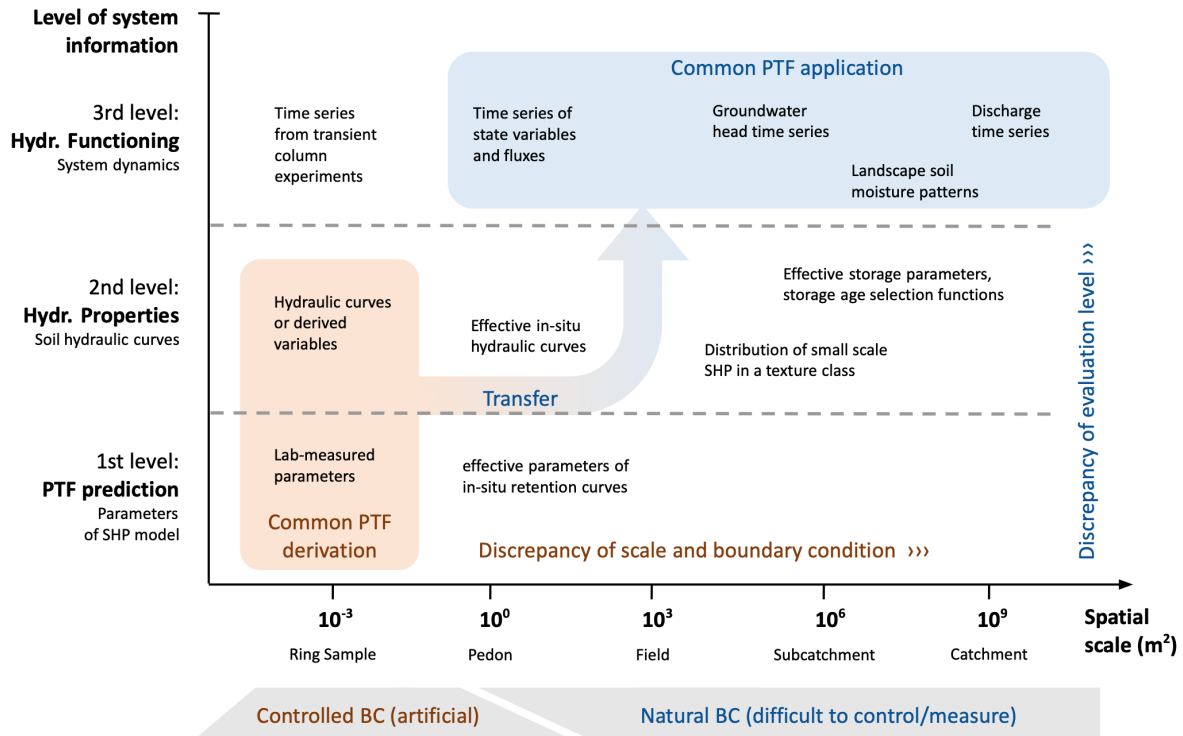 Level of system
information
3rd level:
Hydr. Functioning
System dynamics
Time series
from transient
column
experiments
Common PTF application
Time series of
state variables
and fluxes
Groundwater
head time series
Discharge
time series
Landscape soil
moisture patterns
2nd level:
Hydr. Properties
Soil hydraulic curves
Hydraulic curves
or derived
variables
Effective in-situ
hydraulic curves
Effective storage parameters,
storage age selection functions
Distribution of small scale
SHP in a texture class
Transfer
Discrepancy of evaluation level ›››
1st level:
PTF prediction
Parameters
of SHP model
Lab-measured
parameters
effective parameters of
in-situ retention curves
Common PTF
derivation
Discrepancy of scale and boundary condition ›››
10⁻³ 10⁰ 10³ 10⁶ 10⁹
Ring Sample Pedon Field Subcatchment Catchment
Spatial
scale (m²)
Controlled BC (artificial) Natural BC (difficult to control/measure)